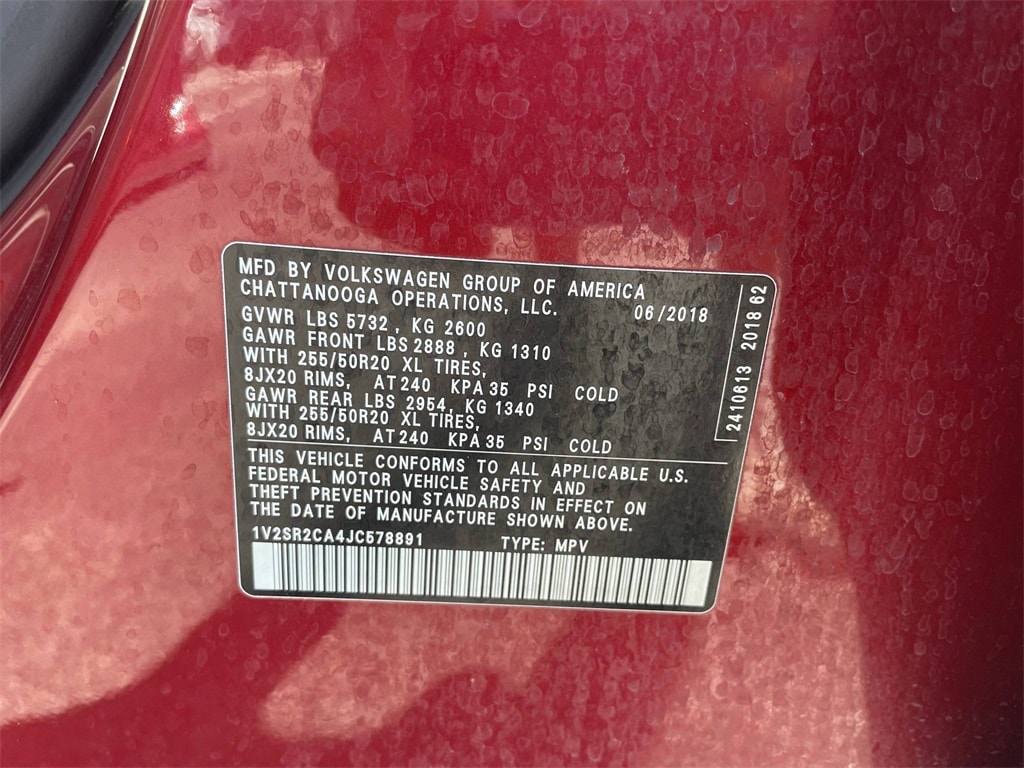 MFD BY VOLKSWAGEN GROUP OF AMERICA
CHATTANOOGA OPERATIONS, LLC. 06/2018
GVWR LBS 5732 , KG 2600
GAWR FRONT LBS 2888 , KG 1310
WITH 255/50R20 XL TIRES,
8JX20 RIMS, AT 240 KPA 35 PSI COLD
GAWR REAR LBS 2954, KG 1340
WITH 255/50R20 XL TIRES,
8JX20 RIMS, AT 240 KPA 35 PSI COLD
THIS VEHICLE CONFORMS TO ALL APPLICABLE U.S.
FEDERAL MOTOR VEHICLE SAFETY AND
THEFT PREVENTION STANDARDS IN EFFECT ON
THE DATE OF MANUFACTURE SHOWN ABOVE.
1V2SR2CA4JC578891 TYPE: MPV
2410613 2018 62